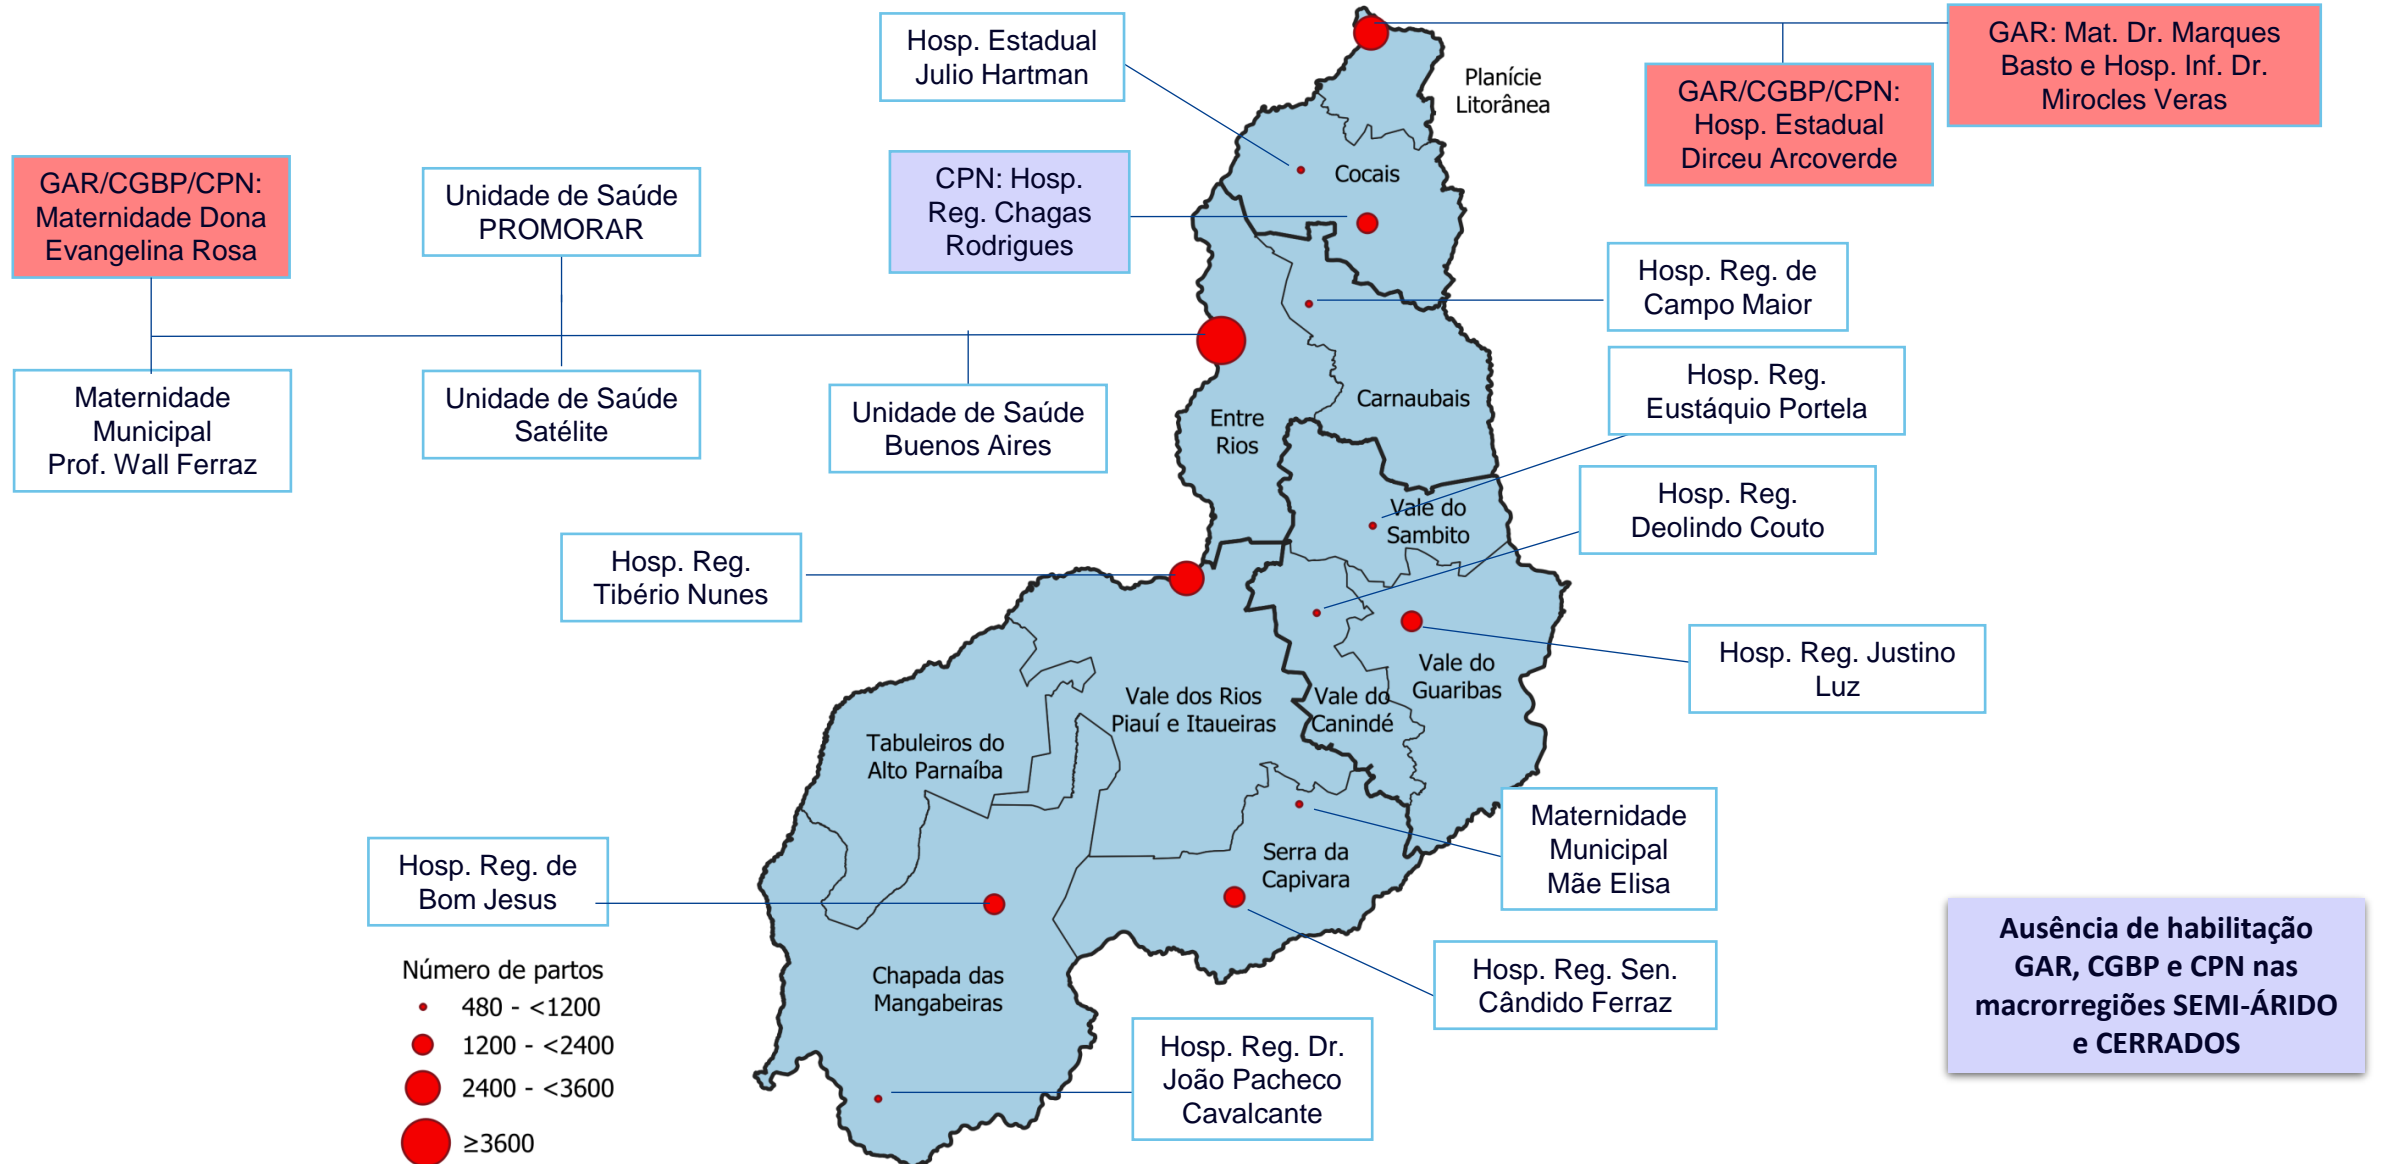 Hosp. Estadual
Julio Hartman
GAR: Mat. Dr. Marques
Basto e Hosp. Inf. Dr.
Mirocles Veras
GAR/CGBP/CPN:
Hosp. Estadual
Dirceu Arcoverde
Planície
Litorânea
GAR/CGBP/CPN:
Maternidade Dona
Evangelina Rosa
Unidade de Saúde
PROMORAR
CPN: Hosp.
Reg. Chagas
Rodrigues
Cocais
Hosp. Reg. de
Campo Maior
Maternidade
Municipal
Prof. Wall Ferraz
Unidade de Saúde
Satélite
Unidade de Saúde
Buenos Aires
Entre
Rios
Carnaubais
Hosp. Reg.
Eustáquio Portela
Vale do
Sambito
Hosp. Reg.
Deolindo Couto
Hosp. Reg.
Tibério Nunes
Vale dos Rios
Piauí e Itaueiras
Vale do
Canindé
Vale do
Guaribas
Hosp. Reg. Justino
Luz
Tabuleiros do
Alto Parnaíba
Hosp. Reg. de
Bom Jesus
Serra da
Capivara
Maternidade
Municipal
Mãe Elisa
Chapada das
Mangabeiras
Hosp. Reg. Sen.
Cândido Ferraz
Hosp. Reg. Dr.
João Pacheco
Cavalcante
Número de partos
480 - <1200
1200 - <2400
2400 - <3600
≥3600
Ausência de habilitação
GAR, CGBP e CPN nas
macrorregiões SEMI-ÁRIDO
e CERRADOS